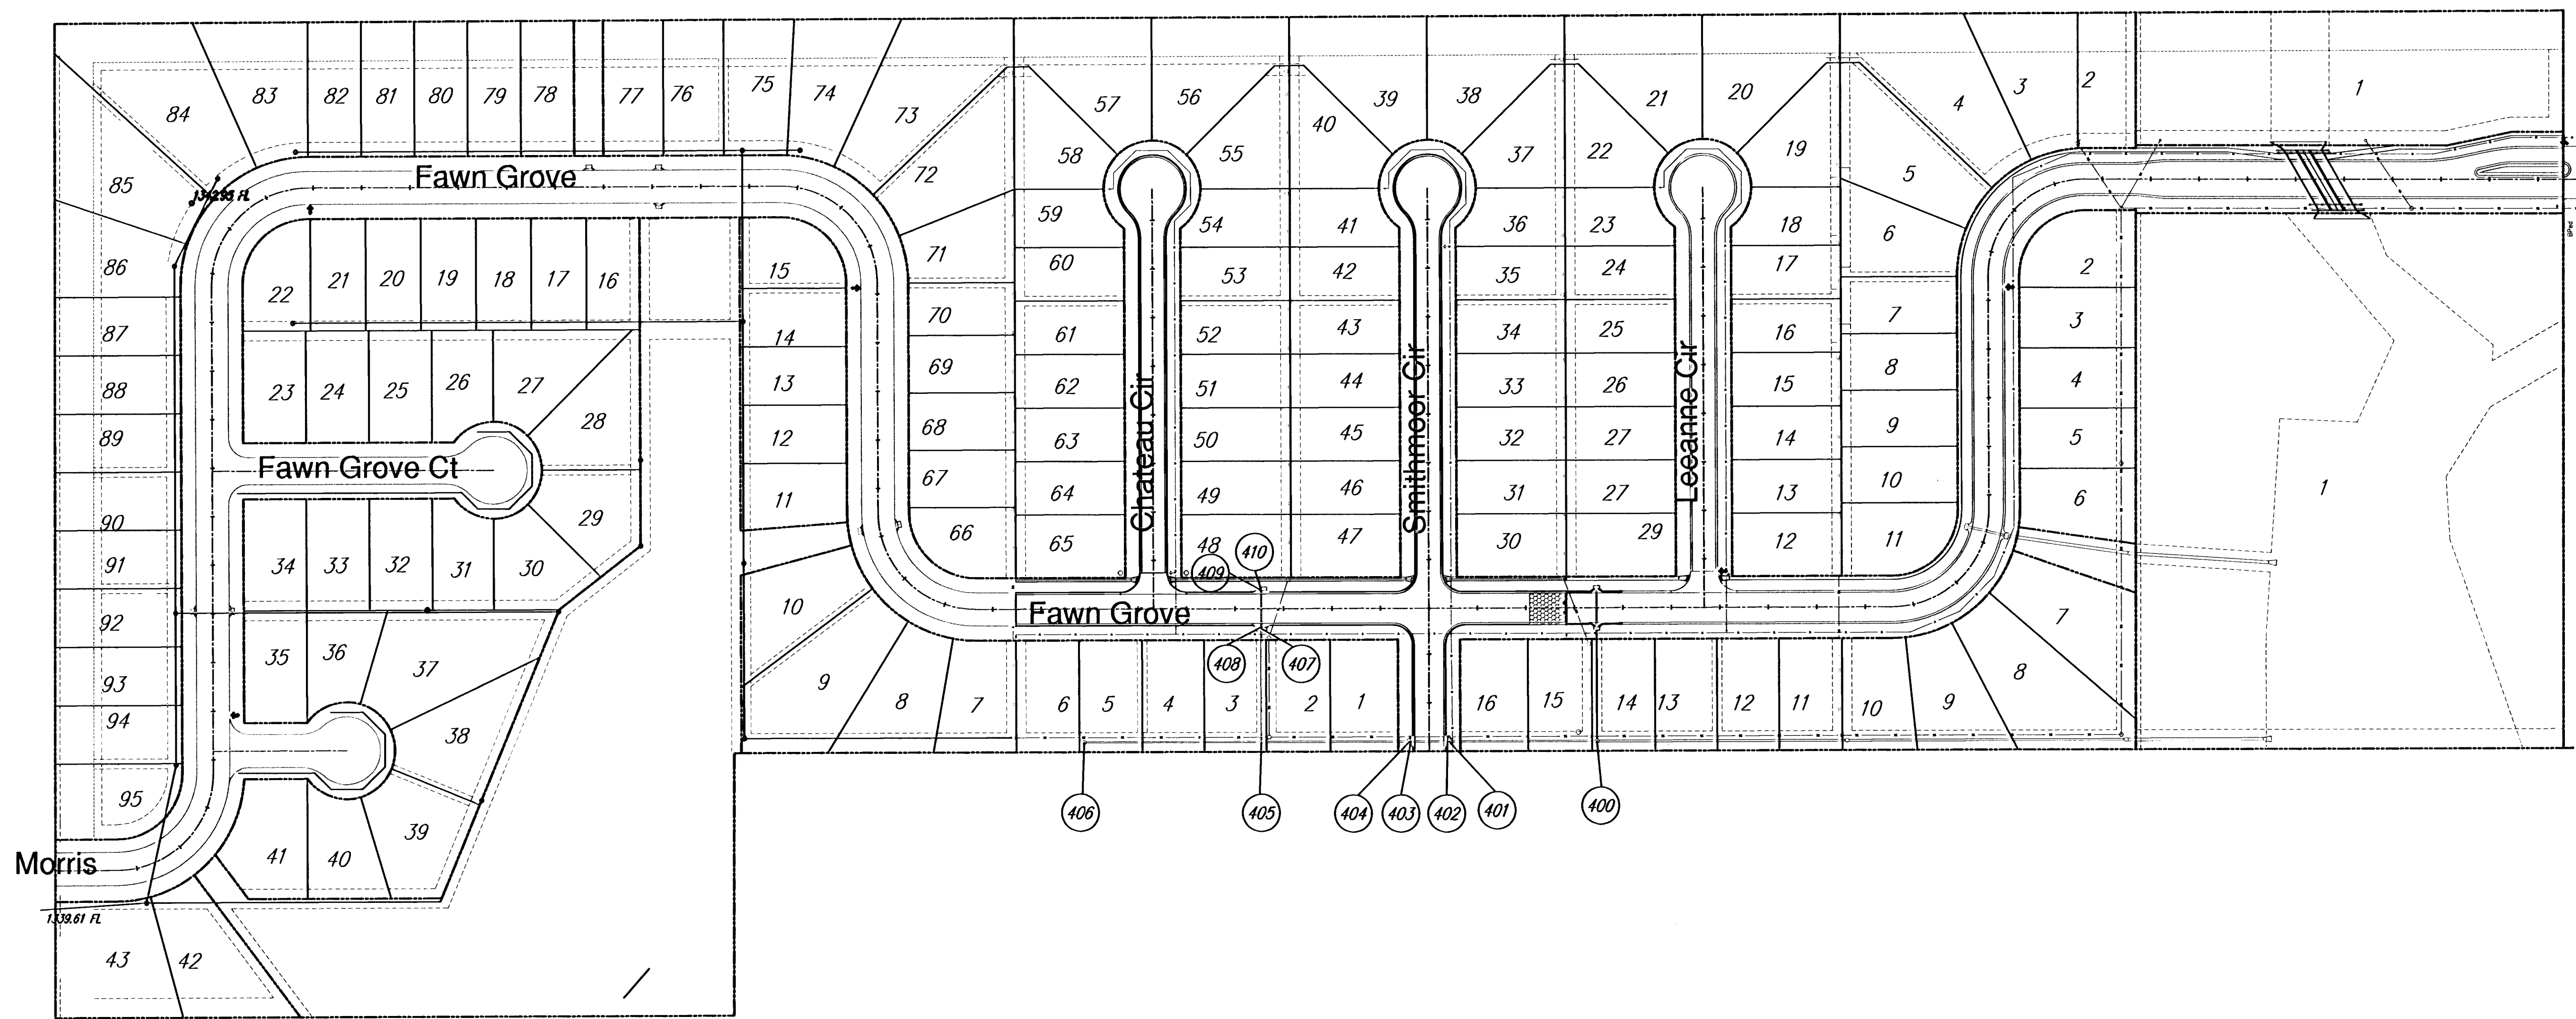 84 83 82 81 80 79 78 77 76 75 74 73
57 56 40 39 38 21 20 4 3 2 1
85 1342.95 FL Fawn Grove 72
58 55 37 22 19 5
86 71 59 54 41 36 23 18 6
22 21 20 19 18 17 16 15 70
60 53 42 35 24 17 2
87 14 69 61 52 43 34 25 16 7 3
23 24 25 26 27 28 13
88 62 51 44 33 26 15 8 4
89 12 68 63 50 45 32 27 14 9 5
Fawn Grove Ct
Chateau Cir
Smithmoor Cir
Leeanne Cir
90 29 11 67 64 49 46 31 27 13 10 6 1
91 34 33 32 31 30 66 65 48 47 30 29 12 11
409 410
92 10 Fawn Grove 7
35 36 37 408 407
93 9 8 7 6 5 4 3 2 1 16 15 14 13 12 11 10 9 8
94 38
95 39 406 405 404 403 402 401 400
Morris 41 40
1339.61 FL
43 42